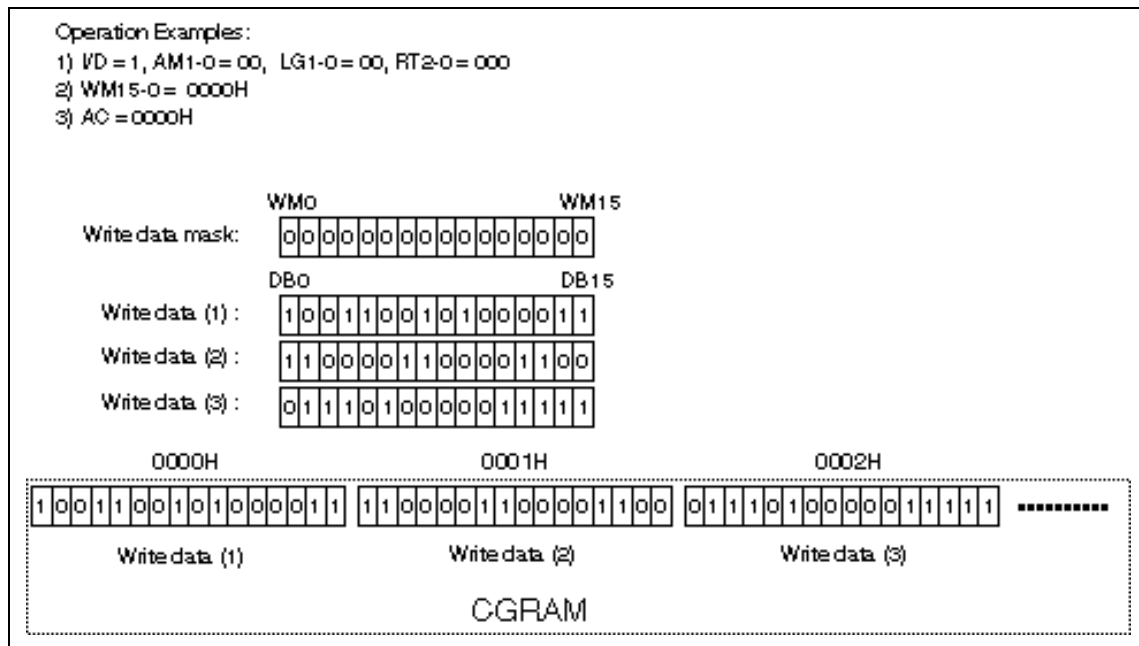 Operation Examples:
1) I/D = 1, AM1-0 = 00, LG1-0 = 00, RT2-0 = 000
2) WM15-0 = 0000H
3) AC = 0000H
WM0 WM15
Write data mask: 0 0 0 0 0 0 0 0 0 0 0 0 0 0 0 0
DB0 DB15
Write data (1) : 1 0 0 1 1 0 0 1 0 1 0 0 0 0 1 1
Write data (2) : 1 1 0 0 0 0 1 1 0 0 0 0 1 1 0 0
Write data (3) : 0 1 1 1 0 1 0 0 0 0 0 1 1 1 1 1
0000H 0001H 0002H
1 0 0 1 1 0 0 1 0 1 0 0 0 0 1 1 1 1 0 0 0 0 1 1 0 0 0 0 1 1 0 0 0 1 1 1 0 1 0 0 0 0 0 1 1 1 1 1 ..........
Write data (1) Write data (2) Write data (3)
CGRAM